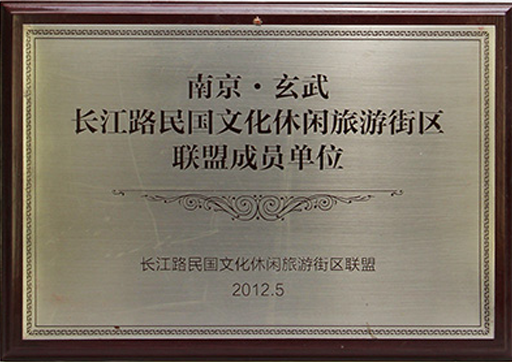 南京·玄武
长江路民国文化休闲旅游街区
联盟成员单位
长江路民国文化休闲旅游街区联盟
2012.5